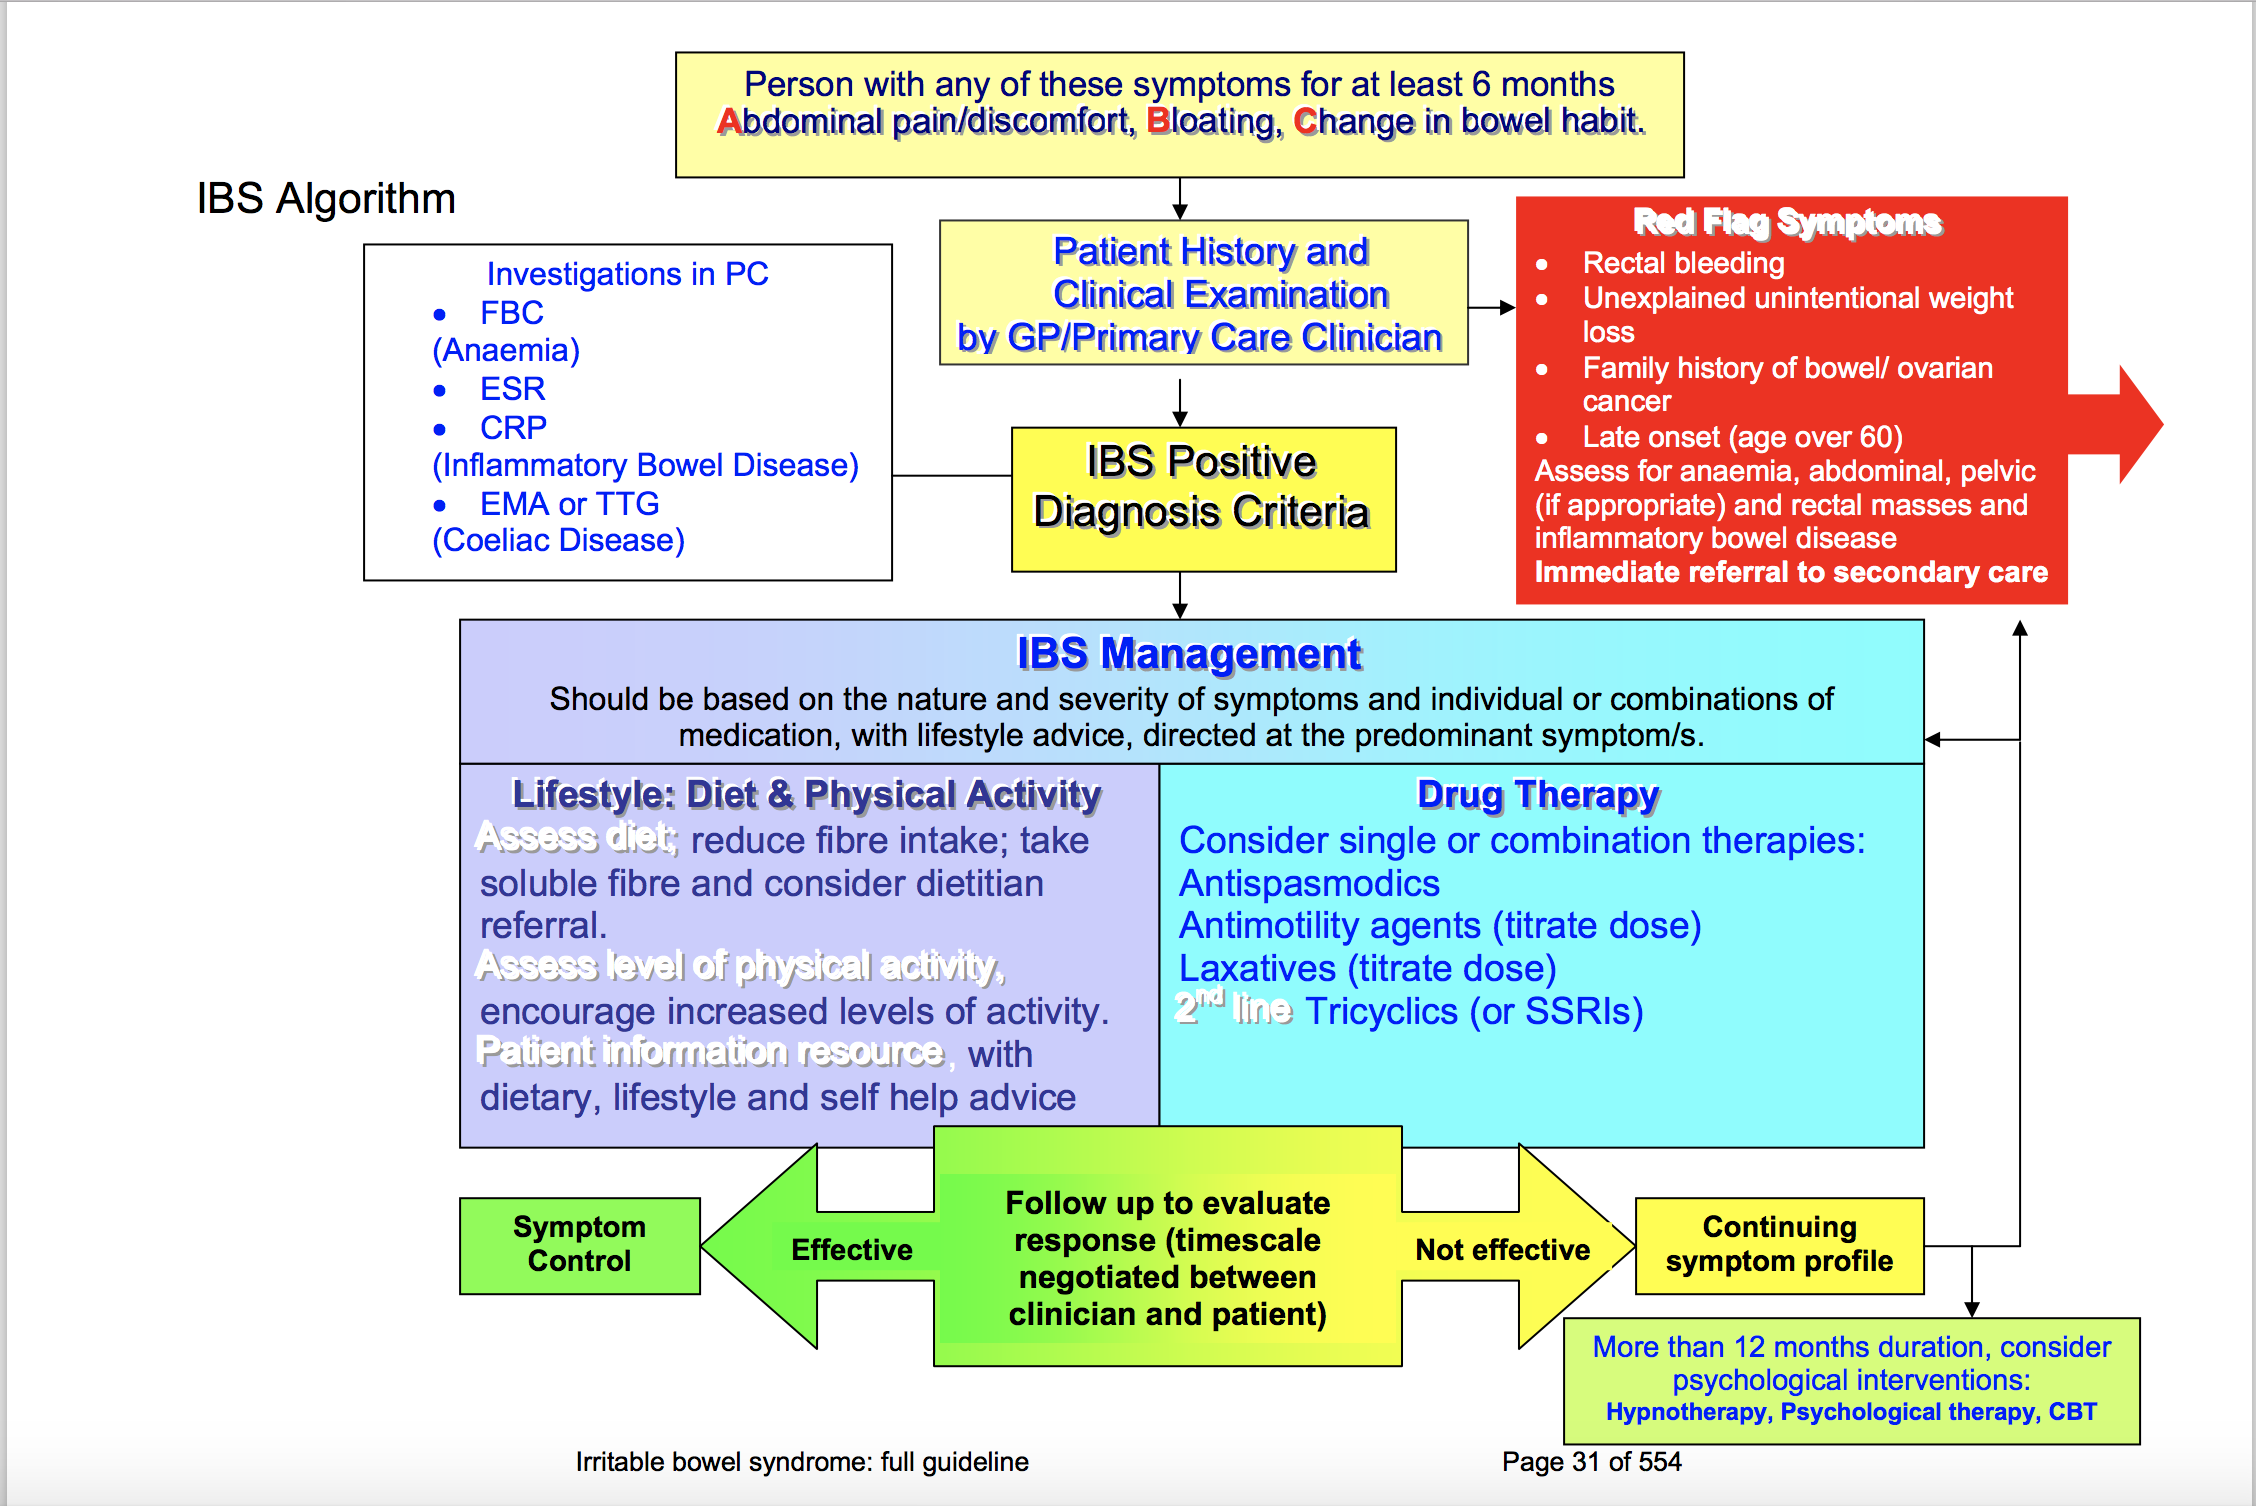 Person with any of these symptoms for at least 6 months
Abdominal pain/discomfort, Bloating, Change in bowel habit.
IBS Algorithm
Patient History and
Clinical Examination
by GP/Primary Care Clinician
Red Flag Symptoms
• Rectal bleeding
• Unexplained unintentional weight
loss
• Family history of bowel/ ovarian
cancer
• Late onset (age over 60)
Assess for anaemia, abdominal, pelvic
(if appropriate) and rectal masses and
inflammatory bowel disease
Immediate referral to secondary care
Investigations in PC
• FBC
(Anaemia)
• ESR
• CRP
(Inflammatory Bowel Disease)
• EMA or TTG
(Coeliac Disease)
IBS Positive
Diagnosis Criteria
IBS Management
Should be based on the nature and severity of symptoms and individual or combinations of
medication, with lifestyle advice, directed at the predominant symptom/s.
Lifestyle: Diet & Physical Activity
Assess diet; reduce fibre intake; take
soluble fibre and consider dietitian
referral.
Assess level of physical activity,
encourage increased levels of activity.
Patient information resource, with
dietary, lifestyle and self help advice
Drug Therapy
Consider single or combination therapies:
Antispasmodics
Antimotility agents (titrate dose)
Laxatives (titrate dose)
2nd line Tricyclics (or SSRIs)
Symptom
Control
Effective
Follow up to evaluate
response (timescale
negotiated between
clinician and patient)
Not effective
Continuing
symptom profile
More than 12 months duration, consider
psychological interventions:
Hypnotherapy, Psychological therapy, CBT
Irritable bowel syndrome: full guideline
Page 31 of 554